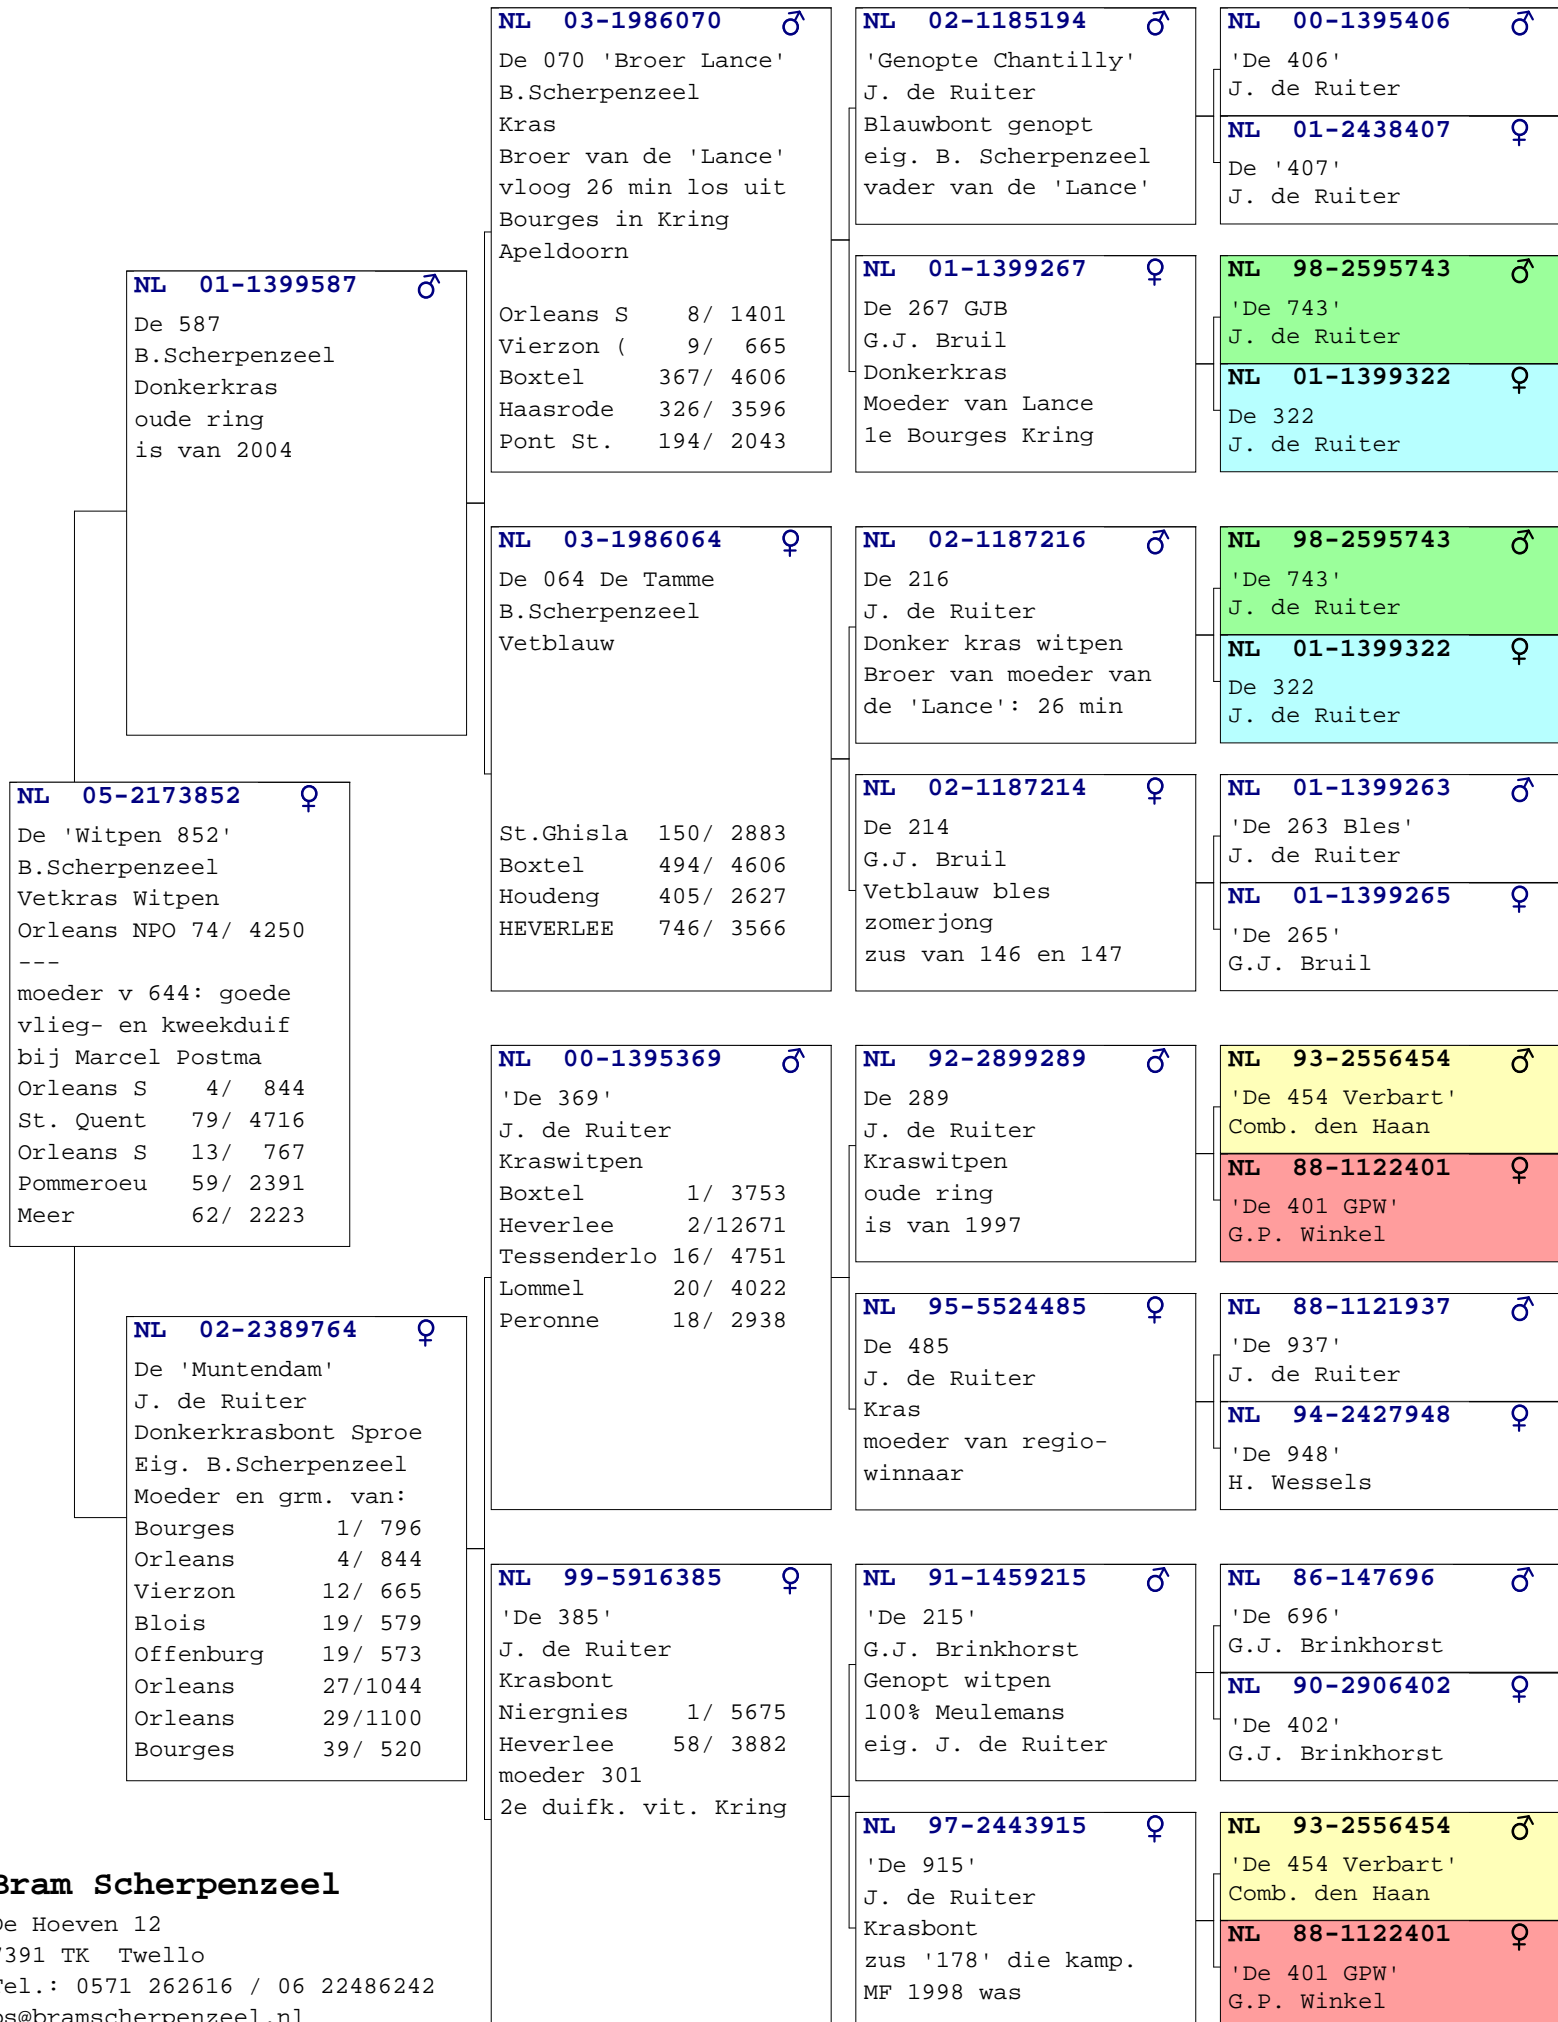 NL 05-2173852 ♀
De 'Witpen 852'
B.Scherpenzeel
Vetkras Witpen
Orleans NPO 74/ 4250
---
moeder v 644: goede
vlieg- en kweekduif
bij Marcel Postma
Orleans S 4/ 844
St. Quent 79/ 4716
Orleans S 13/ 767
Pommeroeu 59/ 2391
Meer 62/ 2223
NL 01-1399587 ♂
De 587
B.Scherpenzeel
Donkerkras
oude ring
is van 2004
NL 02-2389764 ♀
De 'Muntendam'
J. de Ruiter
Donkerkrasbont Sproe
Eig. B.Scherpenzeel
Moeder en grm. van:
Bourges 1/ 796
Orleans 4/ 844
Vierzon 12/ 665
Blois 19/ 579
Offenburg 19/ 573
Orleans 27/1044
Orleans 29/1100
Bourges 39/ 520
NL 03-1986070 ♂
De 070 'Broer Lance'
B.Scherpenzeel
Kras
Broer van de 'Lance'
vloog 26 min los uit
Bourges in Kring
Apeldoorn
Orleans S 8/ 1401
Vierzon ( 9/ 665
Boxtel 367/ 4606
Haasrode 326/ 3596
Pont St. 194/ 2043
NL 03-1986064 ♀
De 064 De Tamme
B.Scherpenzeel
Vetblauw
St.Ghisla 150/ 2883
Boxtel 494/ 4606
Houdeng 405/ 2627
HEVERLEE 746/ 3566
NL 00-1395369 ♂
'De 369'
J. de Ruiter
Kraswitpen
Boxtel 1/ 3753
Heverlee 2/12671
Tessenderlo 16/ 4751
Lommel 20/ 4022
Peronne 18/ 2938
NL 99-5916385 ♀
'De 385'
J. de Ruiter
Krasbont
Niergnies 1/ 5675
Heverlee 58/ 3882
moeder 301
2e duifk. vit. Kring
NL 02-1185194 ♂
'Genopte Chantilly'
J. de Ruiter
Blauwbont genopt
eig. B. Scherpenzeel
vader van de 'Lance'
NL 01-1399267 ♀
De 267 GJB
G.J. Bruil
Donkerkras
Moeder van Lance
1e Bourges Kring
NL 02-1187216 ♂
De 216
J. de Ruiter
Donker kras witpen
Broer van moeder van
de 'Lance': 26 min
NL 02-1187214 ♀
De 214
G.J. Bruil
Vetblauw bles
zomerjong
zus van 146 en 147
NL 92-2899289 ♂
De 289
J. de Ruiter
Kraswitpen
oude ring
is van 1997
NL 95-5524485 ♀
De 485
J. de Ruiter
Kras
moeder van regio-
winnaar
NL 91-1459215 ♂
'De 215'
G.J. Brinkhorst
Genopt witpen
100% Meulemans
eig. J. de Ruiter
NL 97-2443915 ♀
'De 915'
J. de Ruiter
Krasbont
zus '178' die kamp.
MF 1998 was
NL 00-1395406 ♂
'De 406'
J. de Ruiter
NL 01-2438407 ♀
De '407'
J. de Ruiter
NL 98-2595743 ♂
'De 743'
J. de Ruiter
NL 01-1399322 ♀
De 322
J. de Ruiter
NL 98-2595743 ♂
'De 743'
J. de Ruiter
NL 01-1399322 ♀
De 322
J. de Ruiter
NL 01-1399263 ♂
'De 263 Bles'
J. de Ruiter
NL 01-1399265 ♀
'De 265'
G.J. Bruil
NL 93-2556454 ♂
'De 454 Verbart'
Comb. den Haan
NL 88-1122401 ♀
'De 401 GPW'
G.P. Winkel
NL 88-1121937 ♂
'De 937'
J. de Ruiter
NL 94-2427948 ♀
'De 948'
H. Wessels
NL 86-147696 ♂
'De 696'
G.J. Brinkhorst
NL 90-2906402 ♀
'De 402'
G.J. Brinkhorst
NL 93-2556454 ♂
'De 454 Verbart'
Comb. den Haan
NL 88-1122401 ♀
'De 401 GPW'
G.P. Winkel
Bram Scherpenzeel
De Hoeven 12
7391 TK Twello
Tel.: 0571 262616 / 06 22486242
bs@bramscherpenzeel.nl